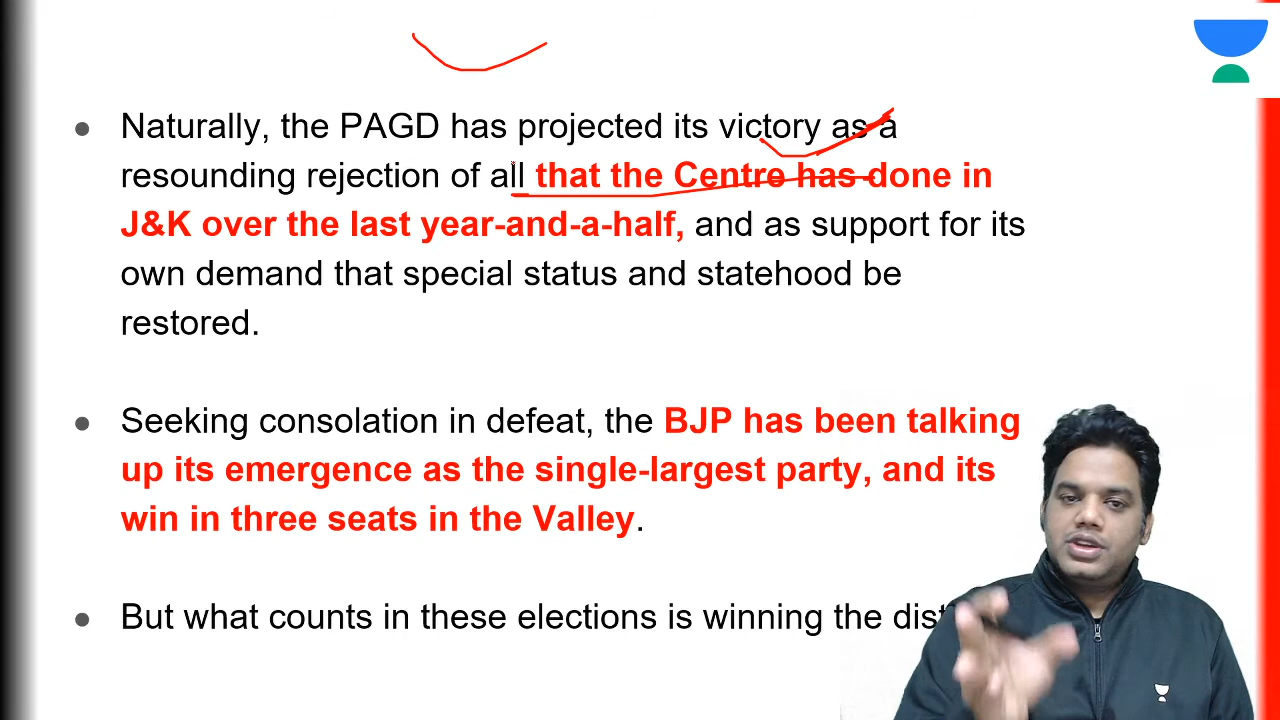 Naturally, the PAGD has projected its victory as a
resounding rejection of all that the Centre has done in
J&K over the last year-and-a-half, and as support for its
own demand that special status and statehood be
restored.
Seeking consolation in defeat, the BJP has been talking
up its emergence as the single-largest party, and its
win in three seats in the Valley.
But what counts in these elections is winning the